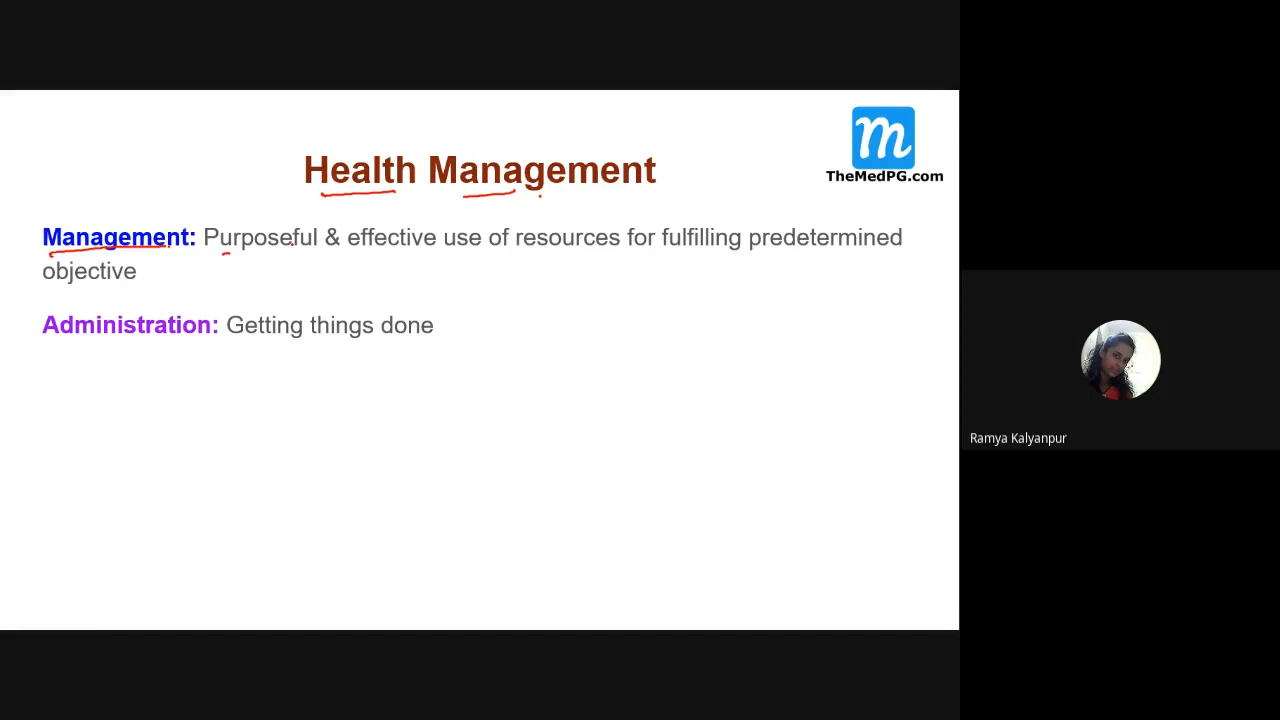 m
TheMedPG.com
Health Management
Management: Purposeful & effective use of resources for fulfilling predetermined
objective
Administration: Getting things done
Ramya Kalyanpur